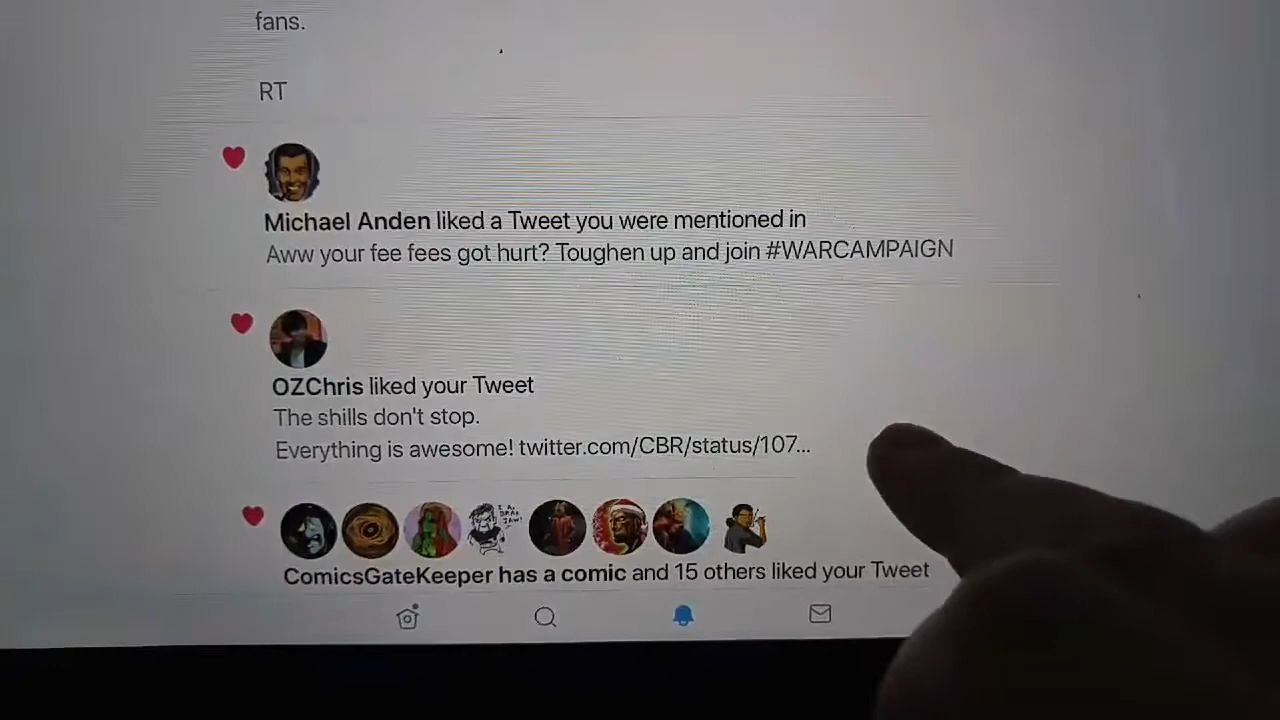 fans.
RT
Michael Anden liked a Tweet you were mentioned in
Aww your fee fees got hurt? Toughen up and join #WARCAMPAIGN
OZChris liked your Tweet
The shills don't stop.
Everything is awesome! twitter.com/CBR/status/107...
ComicsGateKeeper has a comic and 15 others liked your Tweet